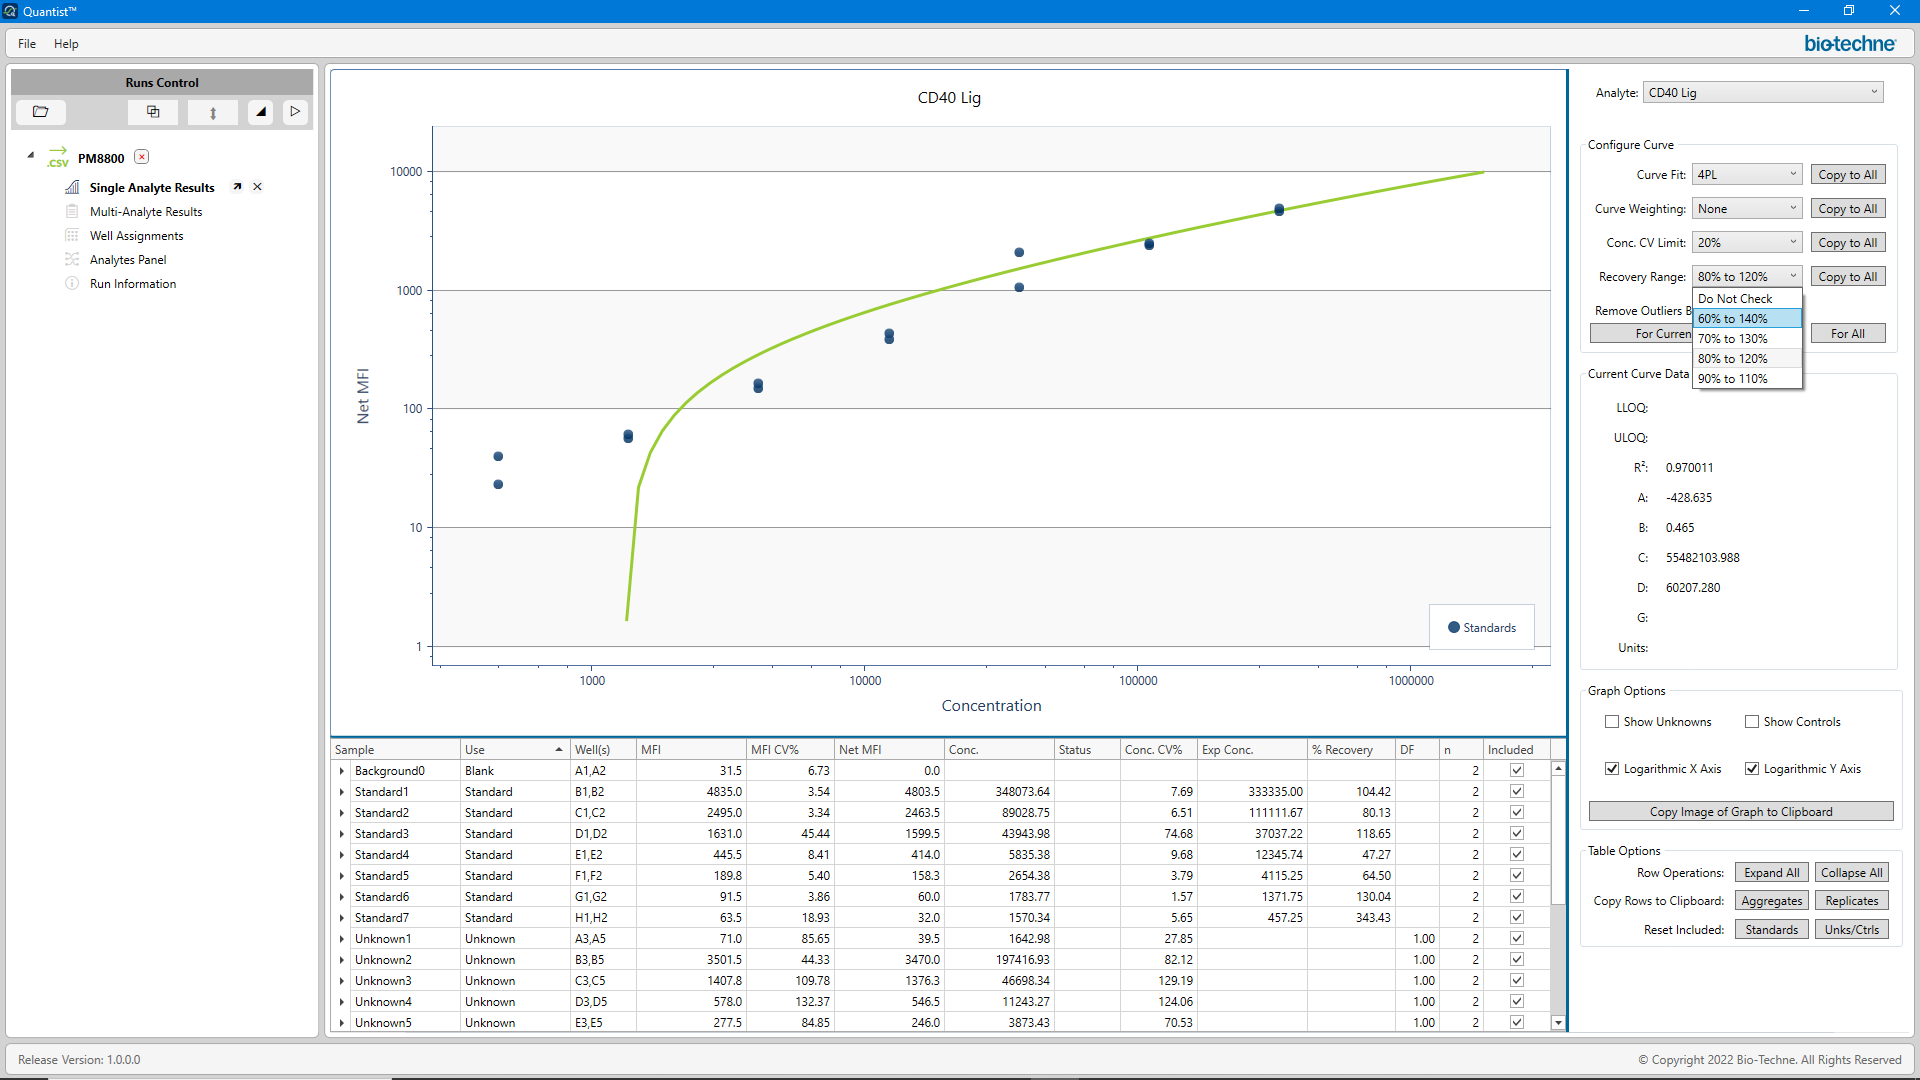 Quantist™
File Help
bio-techne
Runs Control
.CSV PM8800
Single Analyte Results
Multi-Analyte Results
Well Assignments
Analytes Panel
Run Information
CD40 Lig
Net MFI
10000
1000
100
10
1
Standards
1000 10000 100000 1000000
Concentration
Analyte: CD40 Lig
Configure Curve
Curve Fit: 4PL Copy to All
Curve Weighting: None Copy to All
Conc. CV Limit: 20% Copy to All
Recovery Range: 80% to 120% Copy to All
Do Not Check
60% to 140%
70% to 130%
80% to 120%
90% to 110%
Remove Outliers B
For Curren For All
Current Curve Data
LLOQ:
ULOQ:
R²: 0.970011
A: -428.635
B: 0.465
C: 55482103.988
D: 60207.280
G:
Units:
Graph Options
Show Unknowns Show Controls
Logarithmic X Axis Logarithmic Y Axis
Copy Image of Graph to Clipboard
Table Options
Row Operations: Expand All Collapse All
Copy Rows to Clipboard: Aggregates Replicates
Reset Included: Standards Unks/Ctrls
Sample Use Well(s) MFI MFI CV% Net MFI Conc. Status Conc. CV% Exp Conc. % Recovery DF n Included
Background0 Blank A1,A2 31.5 6.73 0.0 2
Standard1 Standard B1,B2 4835.0 3.54 4803.5 348073.64 7.69 333335.00 104.42 2
Standard2 Standard C1,C2 2495.0 3.34 2463.5 89028.75 6.51 111111.67 80.13 2
Standard3 Standard D1,D2 1631.0 45.44 1599.5 43943.98 74.68 37037.22 118.65 2
Standard4 Standard E1,E2 445.5 8.41 414.0 5835.38 9.68 12345.74 47.27 2
Standard5 Standard F1,F2 189.8 5.40 158.3 2654.38 3.79 4115.25 64.50 2
Standard6 Standard G1,G2 91.5 3.86 60.0 1783.77 1.57 1371.75 130.04 2
Standard7 Standard H1,H2 63.5 18.93 32.0 1570.34 5.65 457.25 343.43 2
Unknown1 Unknown A3,A5 71.0 85.65 39.5 1642.98 27.85 1.00 2
Unknown2 Unknown B3,B5 3501.5 44.33 3470.0 197416.93 82.12 1.00 2
Unknown3 Unknown C3,C5 1407.8 109.78 1376.3 46698.34 129.19 1.00 2
Unknown4 Unknown D3,D5 578.0 132.37 546.5 11243.27 124.06 1.00 2
Unknown5 Unknown E3,E5 277.5 84.85 246.0 3873.43 70.53 1.00 2
Release Version: 1.0.0.0
© Copyright 2022 Bio-Techne. All Rights Reserved